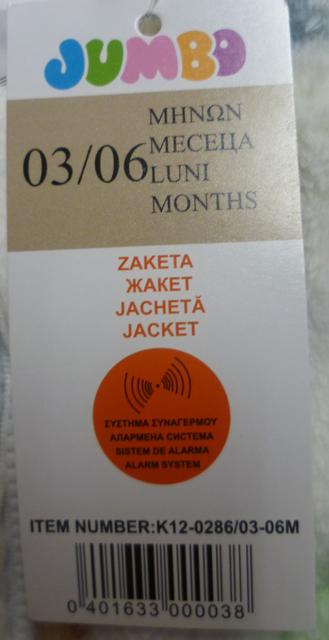 JUMBO
03/06
ΜΗΝΩΝ
МЕСЕЦА
LUNI
MONTHS
ΖΑΚΕΤΑ
ЖАКЕТ
JACHETĂ
JACKET
ΣΥΣΤΗΜΑ ΣΥΝΑΓΕΡΜΟΥ
АЛАРМЕНА СИСТЕМА
SISTEM DE ALARMA
ALARM SYSTEM
ITEM NUMBER:K12-0286/03-06M
0 401633 000038